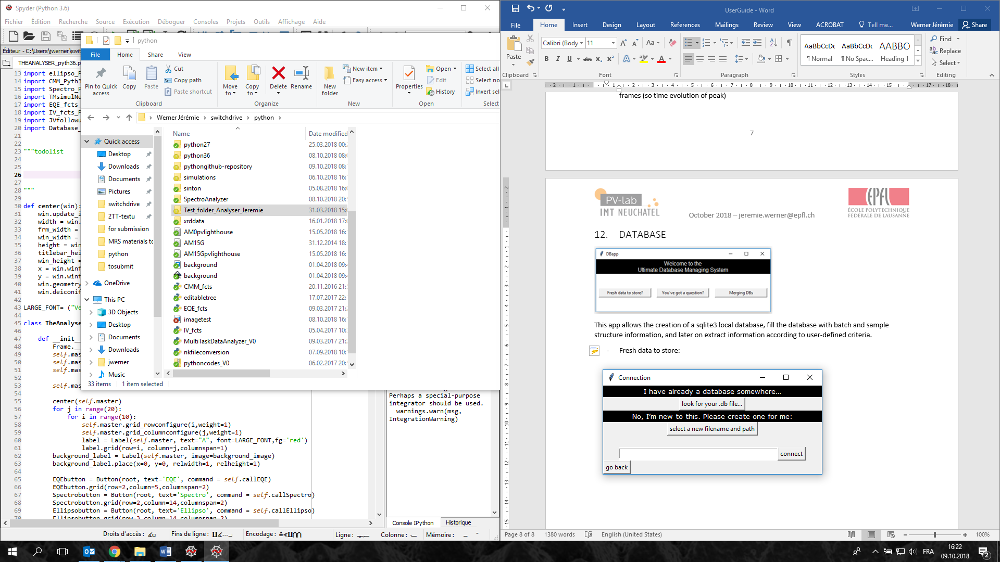 Spyder (Python 3.6)
Fichier Édition Recherche Source Exécution Déboguer Consoles Projets Outils Affichage Aide
Éditeur - C:\Users\jwerner\swit
THEANALYSER_pyth36.p
13 import ellipso_P
14 import CMM_Pyth3
15 import Spectro_P
16 import TMsimulNe
17 import EQE_fcts_
18 import IV_fcts_P
19 import JVfollowu
20 import Database_
21
22
23 """todolist
24
25
26
27
28 """
29
30 def center(win):
31 win.update_i
32 width = win.
33 frm_width =
34 win_width =
35 height = win
36 titlebar_hei
37 win_height =
38 x = win.winf
39 y = win.winf
40 win.geometry
41 win.deiconif
42
43 LARGE_FONT= ("Ve
44
45 class TheAnalyse
46
47 def __init__
48 Frame.__
49 self.mas
50 self.mas
51 self.mas
52
53 self.mas
54
55 center(self.master)
56 for j in range(20):
57 for i in range(10):
58 self.master.grid_rowconfigure(i,weight=1)
59 self.master.grid_columnconfigure(j,weight=1)
60 label = Label(self.master, text="A", font=LARGE_FONT,fg='red')
61 label.grid(row=i, column=j,columnspan=1)
62 background_label = Label(self.master, image=background_image)
63 background_label.place(x=0, y=0, relwidth=1, relheight=1)
64
65 EQEbutton = Button(root, text='EQE', command = self.callEQE)
66 EQEbutton.grid(row=2,column=5,columnspan=2)
67 Spectrobutton = Button(root, text='Spectro', command = self.callSpectro)
68 Spectrobutton.grid(row=2,column=14,columnspan=2)
69 Ellipsobutton = Button(root, text='Ellipso', command = self.callEllipso)
70 Ellipsobutton.grid(row=3,column=14,columnspan=2)
Perhaps a special-purpose
integrator should be used.
warnings.warn(msg,
IntegrationWarning)
Console IPython Historique
Droits d'accès : Fins de ligne : Encodage : Ligne : Colonne : Mémoire :
python
File Home Share View
Pin to Quick access
Copy
Paste
Cut
Copy path
Paste shortcut
Clipboard
Move to
Copy to
Delete
Rename
Organize
New folder
New item
Easy access
New
Properties
Open
Edit
History
Open
Select all
Select no
Invert sel
Select
Werner Jérémie > switchdrive > python >
Quick access
Desktop
Downloads
Documents
Pictures
switchdrive
2TT-textu
for submission
MRS materials to
python
tosubmit
OneDrive
This PC
3D Objects
Desktop
Documents
Downloads
jwerner
Music
Name Date modified
python27 25.03.2018 00:
python36 08.10.2018 08:
pythongithub-repository 09.10.2018 08:
simulations 06.10.2018 16:
sinton 05.08.2018 16:
SpectroAnalyzer 08.10.2018 20:
Test_folder_Analyser_Jeremie 31.03.2018 15:
xrddata 16.01.2018 17:
AM0pvlighthouse 15.05.2018 16:
AM15G 31.12.2014 18:
AM15Gpvlighthouse 15.05.2018 16:
background 01.04.2018 09:
background 01.04.2018 09:
CMM_fcts 20.11.2016 21:
editabletree 17.07.2017 22:
EQE_fcts 09.03.2017 21:
imagetest 08.10.2018 16:
IV_fcts 05.04.2017 10:
MultiTaskDataAnalyzer_V0 09.03.2017 21:
nkfileconversion 07.09.2018 10:
pythoncodes_V0 06.02.2017 20:
33 items 1 item selected
UserGuide - Word
File Home Insert Design Layout References Mailings Review View ACROBAT Tell me... Werner Jérémie Share
Paste
Clipboard
Calibri (Body 11
Font
Paragraph
AaBbCcDc AaBbCcDc AABBC
¶ Normal ¶ No Spac... Heading 1
Styles
Find
Replace
Select
Editing
frames (so time evolution of peak)
7
PV-lab
IMT NEUCHATEL
October 2018 – jeremie.werner@epfl.ch
EPFL
ÉCOLE POLYTECHNIQUE
FÉDÉRALE DE LAUSANNE
12. DATABASE
DBapp
Welcome to the
Ultimate Database Managing System
Fresh data to store? You've got a question? Merging DBs
This app allows the creation of a sqlite3 local database, fill the database with batch and sample
structure information, and later on extract information according to user-defined criteria.
- Fresh data to store:
Connection
I have already a database somewhere...
look for your .db file...
No, I'm new to this. Please create one for me:
select a new filename and path
connect
go back
Page 8 of 8 1380 words English (United States) 100%
FRA
16:22
09.10.2018
2